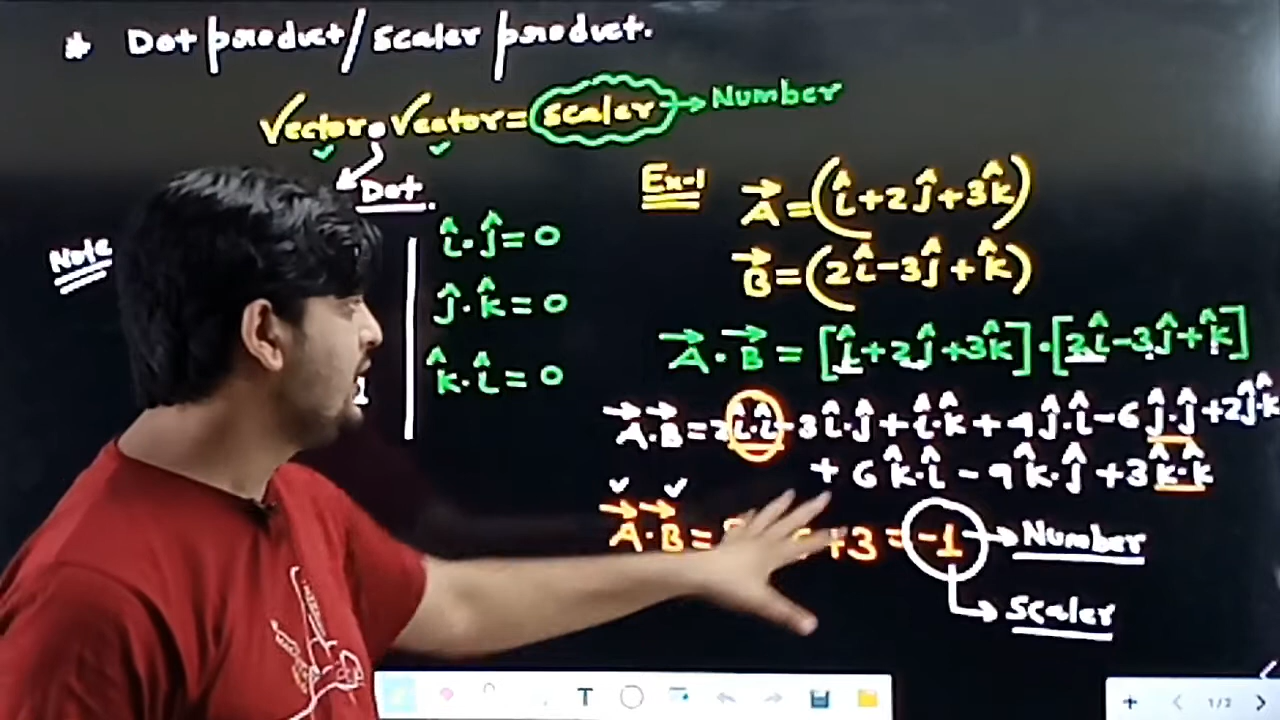 * Dot product/scaler product.
Vector . Vector = scaler → Number
Dot.
Note
î·ĵ = 0
ĵ·k̂ = 0
k̂·î = 0
1
Ex-1
A⃗ = (î+2ĵ+3k̂)
B⃗ = (2î-3ĵ+k̂)
A⃗·B⃗ = [î+2ĵ+3k̂]·[2î-3ĵ+k̂]
A⃗·B⃗ = 2î·î-3î·ĵ+î·k̂+4ĵ·î-6ĵ·ĵ+2ĵ·k̂
+6k̂·î-9k̂·ĵ+3k̂·k̂
A⃗·B⃗ = +3 = -1 → Number
scaler
T
1/2